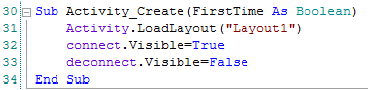 30 Sub Activity_Create(FirstTime As Boolean)
31 Activity.LoadLayout("Layout1")
32 connect.Visible=True
33 deconnect.Visible=False
34 End Sub